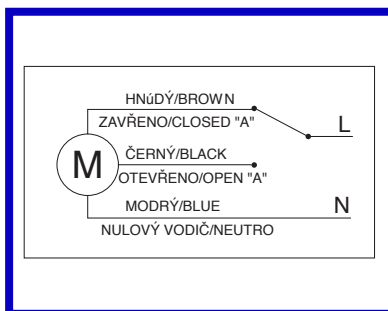 HNúDÝ/BROWN
ZAVŘENO/CLOSED "A"
L
M
ČERNÝ/BLACK
OTEVŘENO/OPEN "A"
MODRÝ/BLUE
N
NULOVÝ VODIČ/NEUTRO